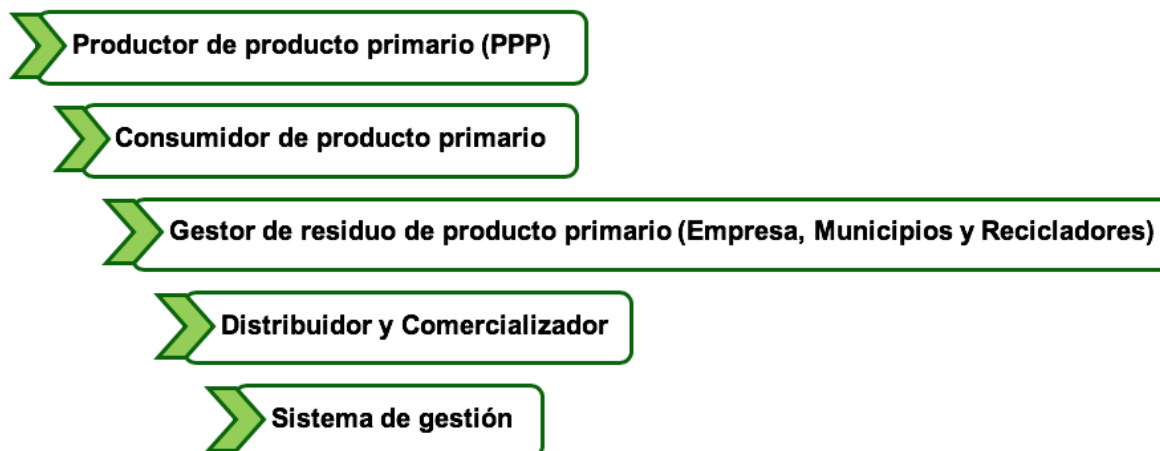 Productor de producto primario (PPP)
Consumidor de producto primario
Gestor de residuo de producto primario (Empresa, Municipios y Recicladores)
Distribuidor y Comercializador
Sistema de gestión